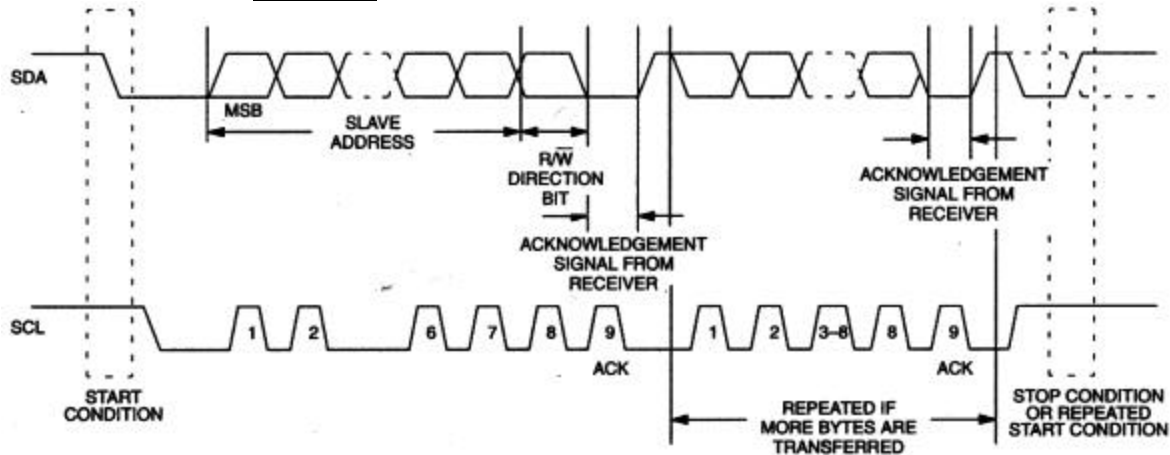 SDA
MSB
SLAVE
ADDRESS
R/W̅
DIRECTION
BIT
ACKNOWLEDGEMENT
SIGNAL FROM
RECEIVER
ACKNOWLEDGEMENT
SIGNAL FROM
RECEIVER
SCL
1 2 6 7 8 9 1 2 3–8 8 9
ACK ACK
START
CONDITION
REPEATED IF
MORE BYTES ARE
TRANSFERRED
STOP CONDITION
OR REPEATED
START CONDITION